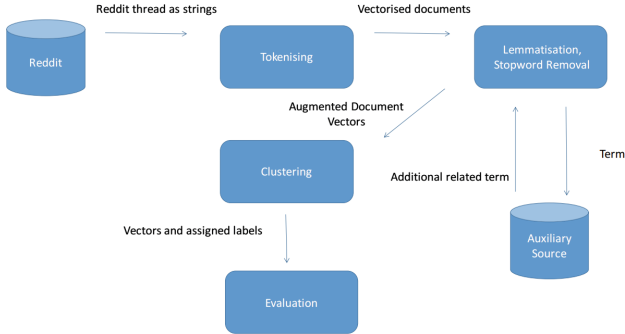 Reddit thread as strings
Vectorised documents
Reddit
Tokenising
Lemmatisation,
Stopword Removal
Augmented Document
Vectors
Clustering
Additional related term
Term
Vectors and assigned labels
Auxiliary
Source
Evaluation